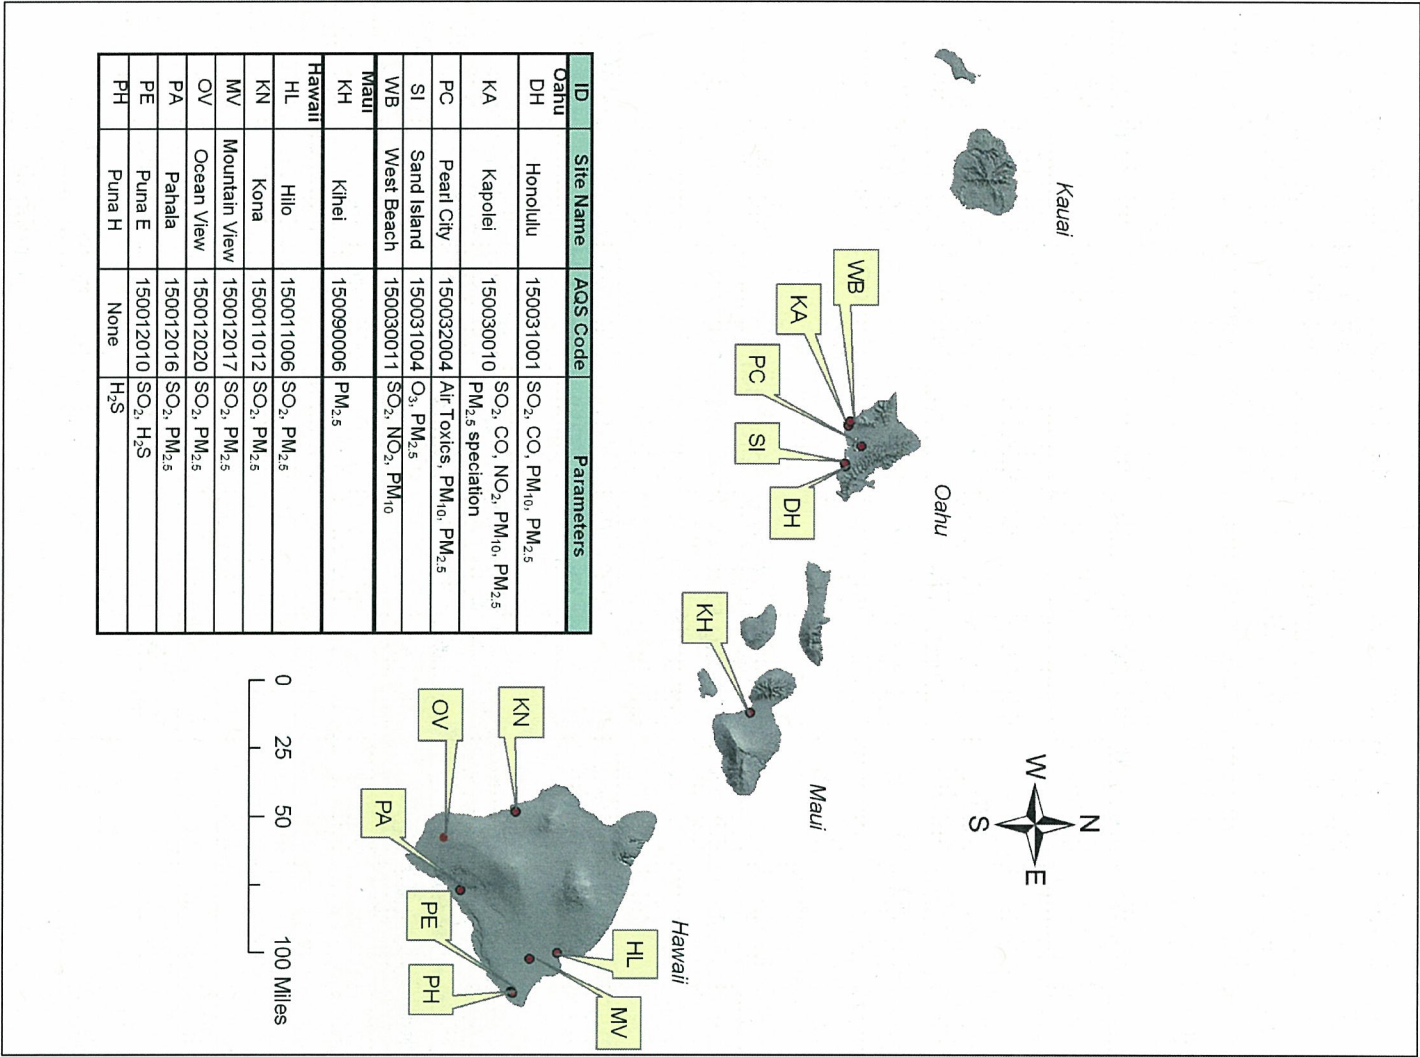 Kauai
Oahu
Maui
Hawaii
N
W
E
S
WB
KA
PC
SI
DH
KH
KN
OV
PA
PE
PH
HL
MV
0 25 50 100 Miles
ID Site Name AQS Code Parameters
Oahu
DH Honolulu 150031001 SO2, CO, PM10, PM2.5
KA Kapolei 150030010 SO2, CO, NO2, PM10, PM2.5
PM2.5 speciation
PC Pearl City 150032004 Air Toxics, PM10, PM2.5
SI Sand Island 150031004 O3, PM2.5
WB West Beach 150030011 SO2, NO2, PM10
Maui
KH Kihei 150090006 PM2.5
Hawaii
HL Hilo 150011006 SO2, PM2.5
KN Kona 150011012 SO2, PM2.5
MV Mountain View 150012017 SO2, PM2.5
OV Ocean View 150012020 SO2, PM2.5
PA Pahala 150012016 SO2, PM2.5
PE Puna E 150012010 SO2, H2S
PH Puna H None H2S